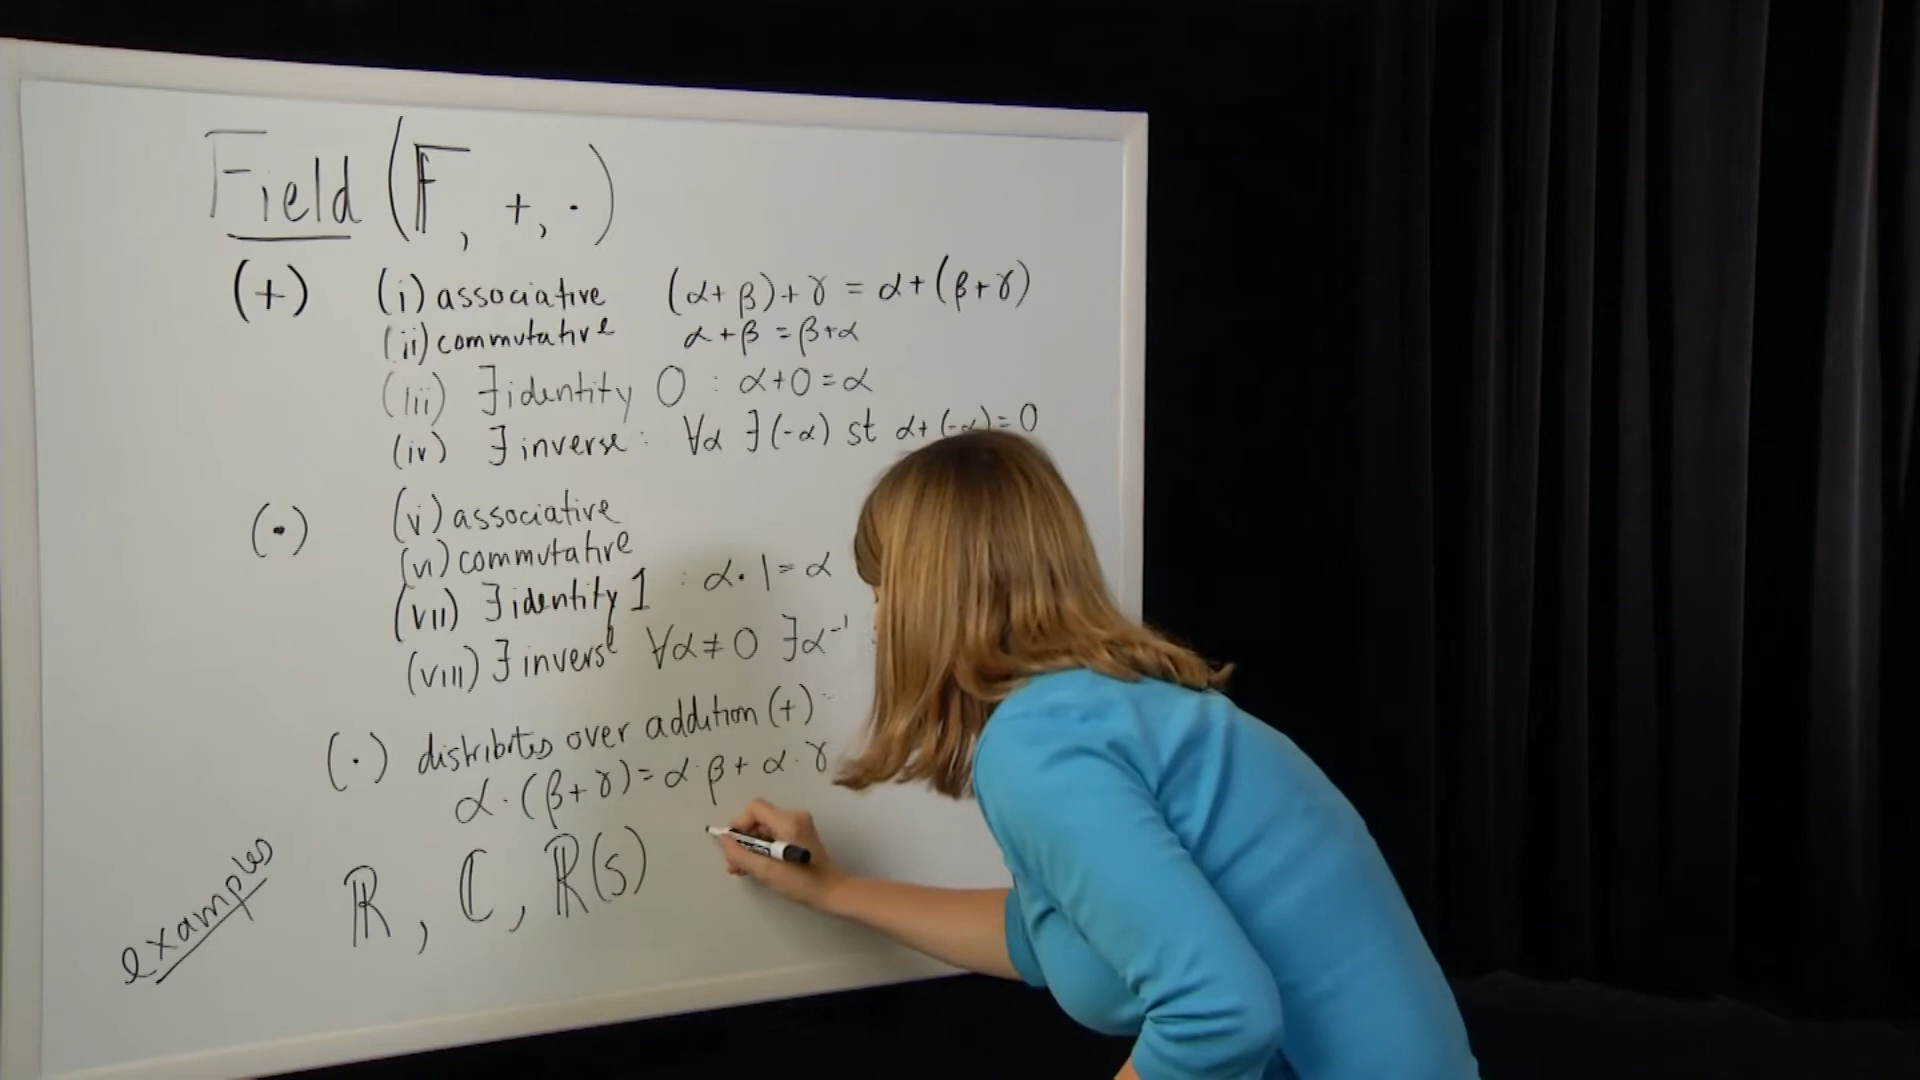 Field (𝔽, +, ·)
(+) (i) associative (α+β)+γ = α+(β+γ)
(ii) commutative α+β = β+α
(iii) ∃ identity 0 : α+0 = α
(iv) ∃ inverse : ∀α ∃(-α) st α+(-α) = 0
(·) (v) associative
(vi) commutative
(vii) ∃ identity 1 : α·1 = α
(viii) ∃ inverse ∀α≠0 ∃α⁻¹
(·) distributes over addition (+)
α·(β+γ) = α·β + α·γ
examples ℝ, ℂ, ℝ(s)